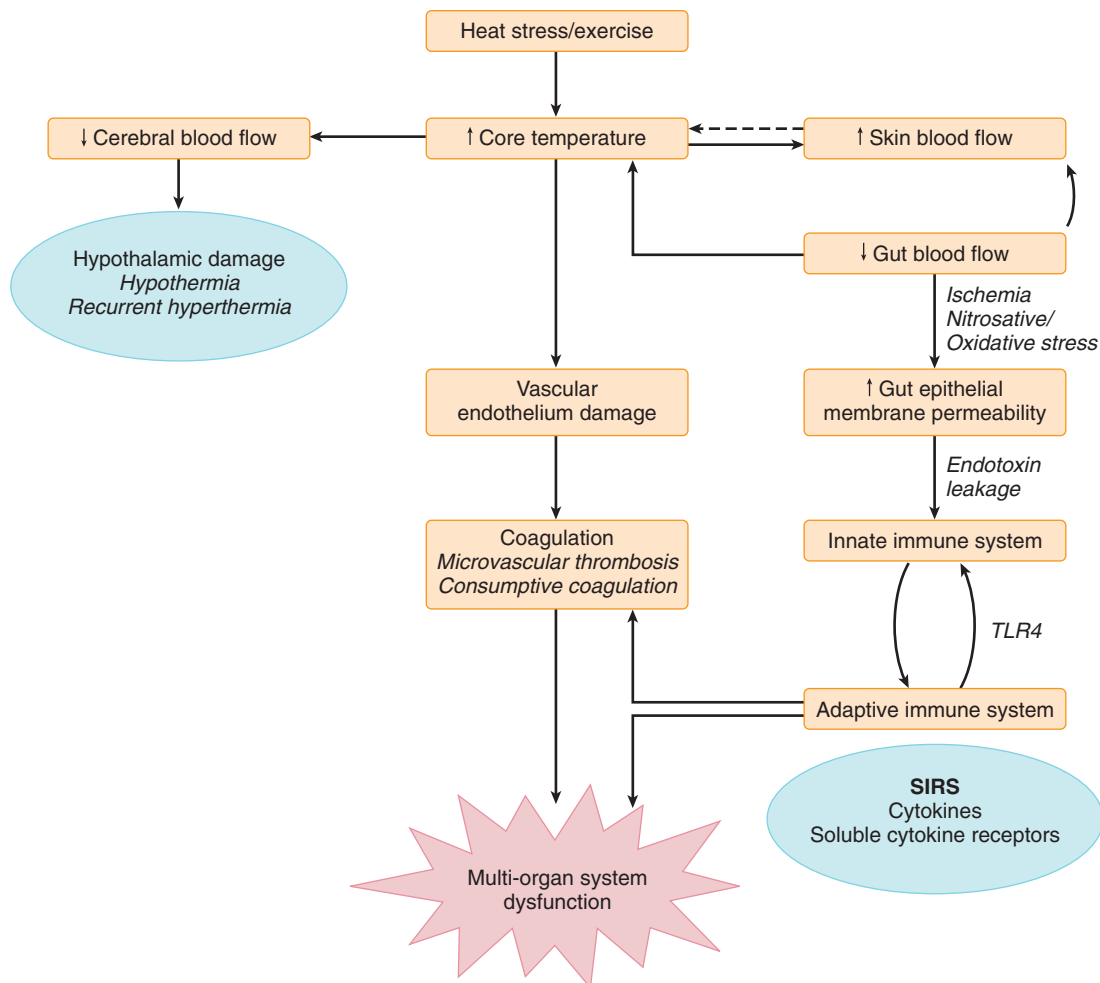 Heat stress/exercise
↓ Cerebral blood flow
↑ Core temperature
↑ Skin blood flow
Hypothalamic damage
Hypothermia
Recurrent hyperthermia
↓ Gut blood flow
Ischemia
Nitrosative/
Oxidative stress
Vascular
endothelium damage
↑ Gut epithelial
membrane permeability
Endotoxin
leakage
Coagulation
Microvascular thrombosis
Consumptive coagulation
Innate immune system
TLR4
Adaptive immune system
SIRS
Cytokines
Soluble cytokine receptors
Multi-organ system
dysfunction